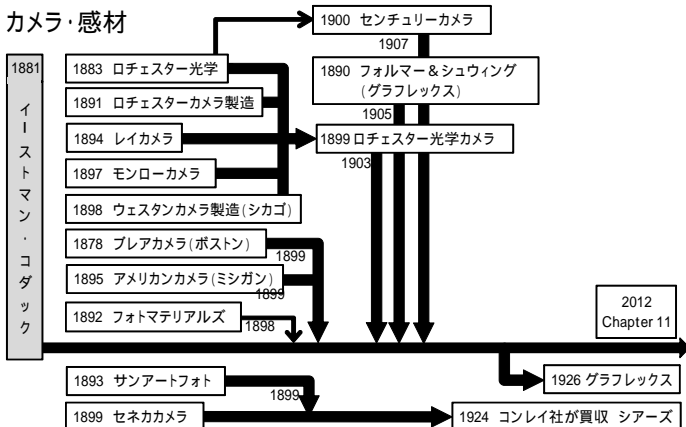 カメラ・感材
1881
イーストマン・コダック
1883 ロチェスター光学
1891 ロチェスターカメラ製造
1894 レイカメラ
1897 モンローカメラ
1898 ウェスタンカメラ製造(シカゴ)
1878 ブレアカメラ(ボストン)
1899
1895 アメリカンカメラ(ミシガン)
1899
1892 フォトマテリアルズ
1898
1900 センチュリーカメラ
1907
1890 フォルマー&シュウィング
(グラフレックス)
1905
1899ロチェスター光学カメラ
1903
2012
Chapter 11
1893 サンアートフォト
1899
1899 セネカカメラ
1926 グラフレックス
1924 コンレイ社が買収 シアーズ